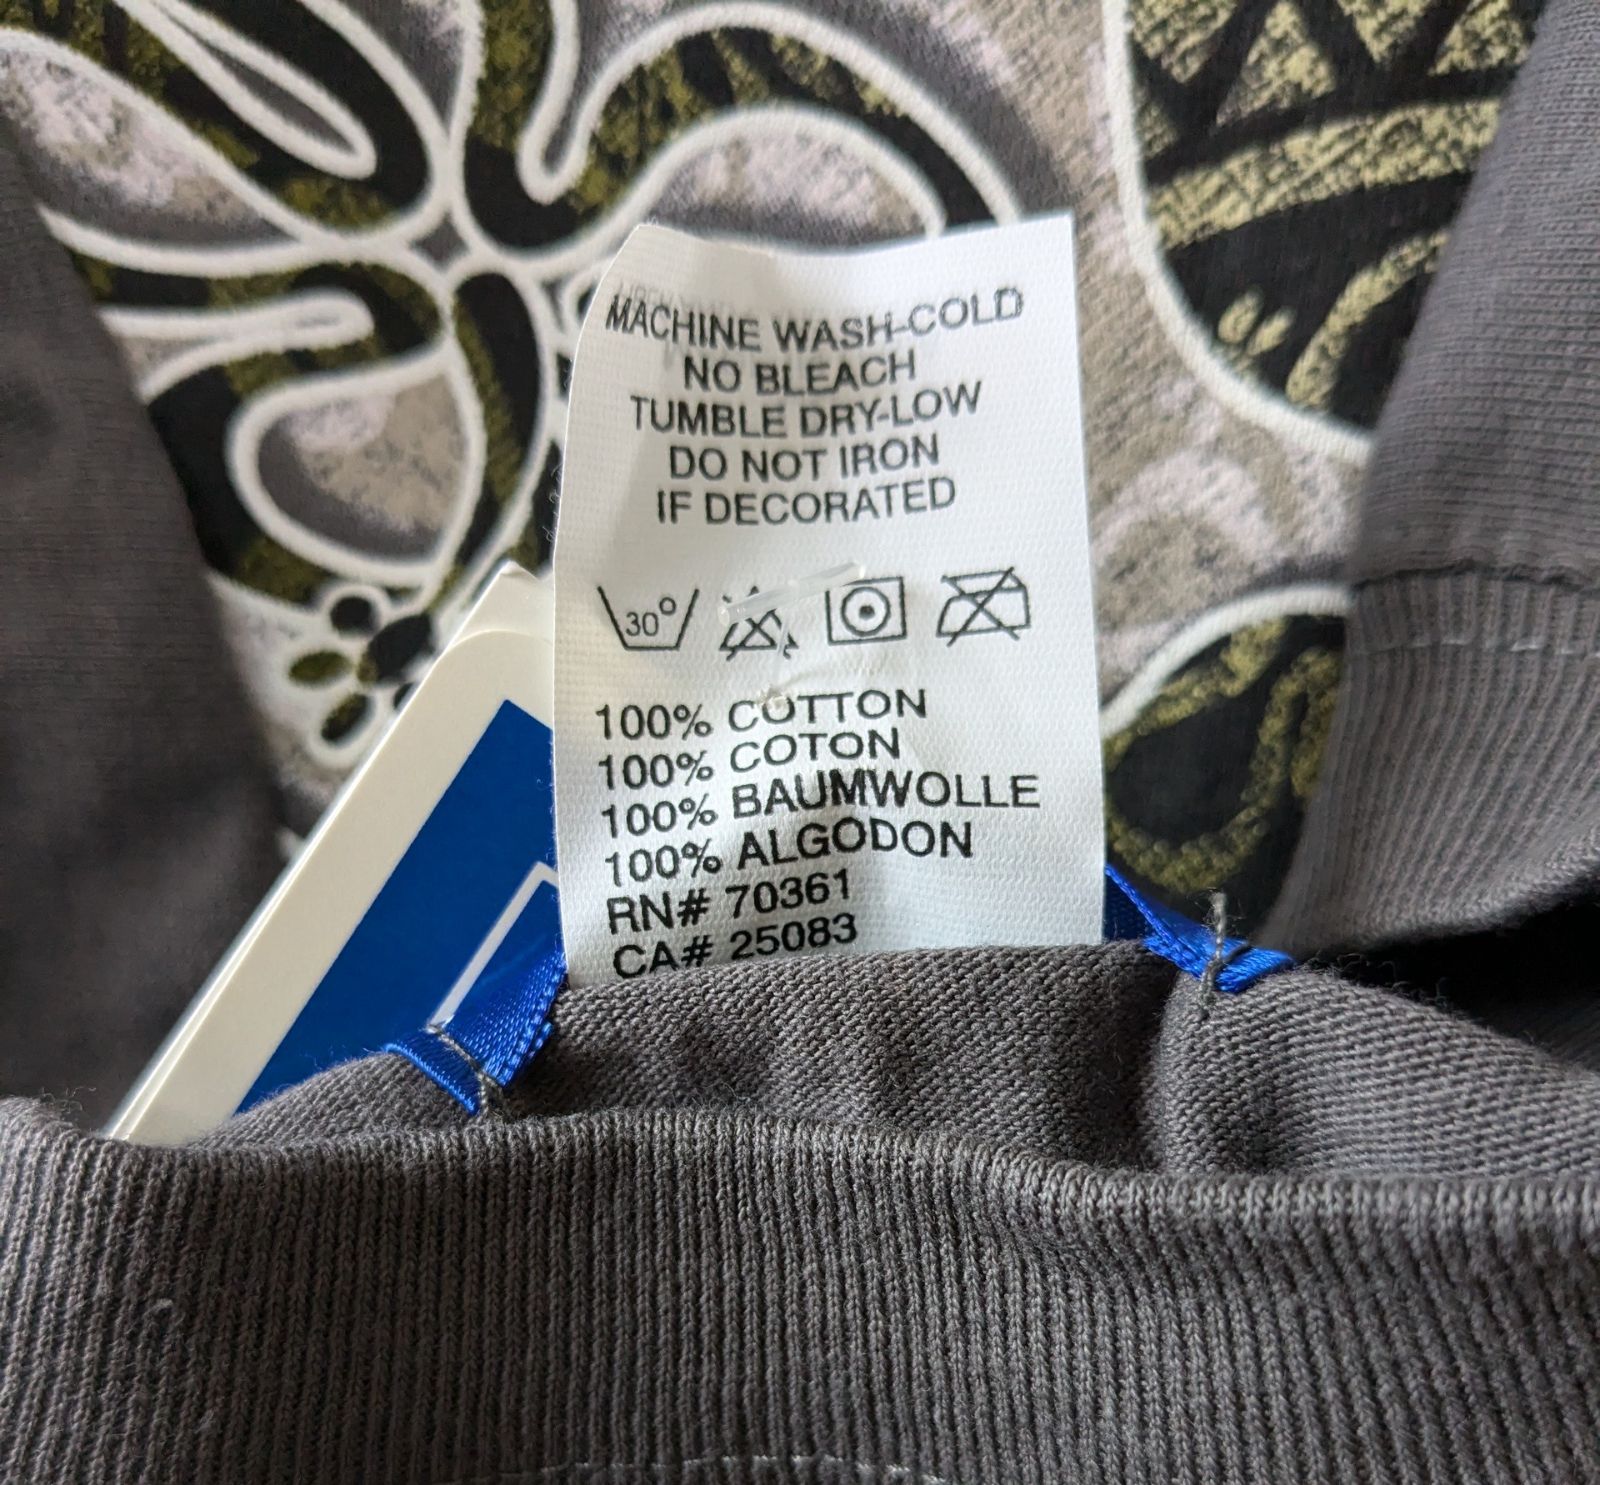 MACHINE WASH-COLD
NO BLEACH
TUMBLE DRY-LOW
DO NOT IRON
IF DECORATED
30°
100% COTTON
100% COTON
100% BAUMWOLLE
100% ALGODON
RN# 70361
CA# 25083